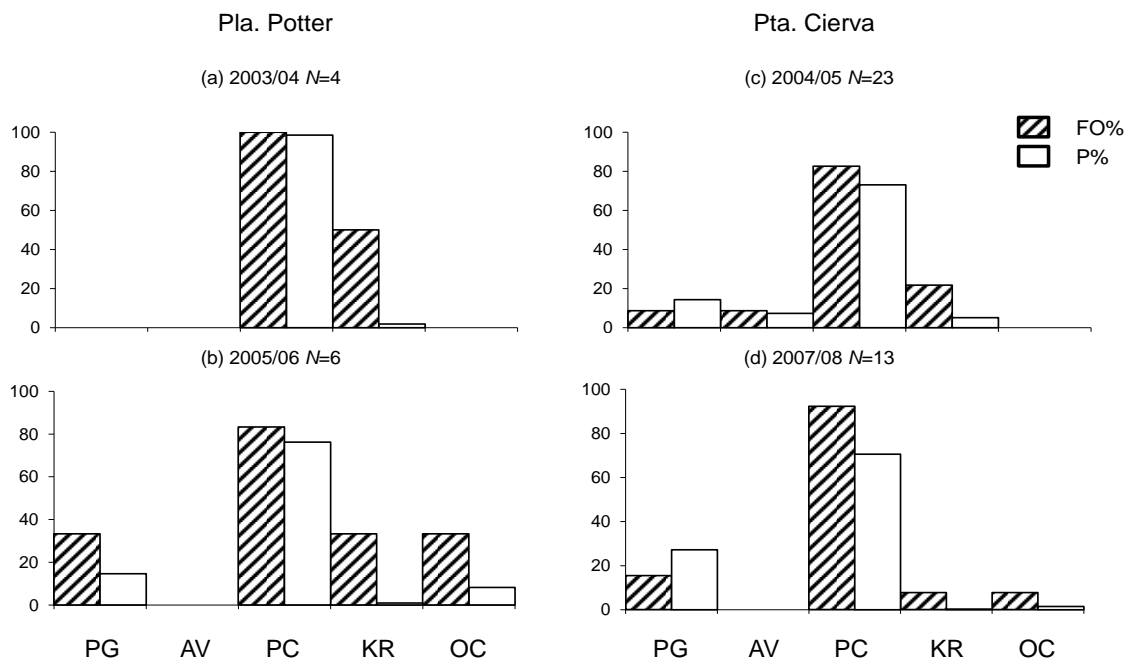 Pla. Potter
Pta. Cierva
(a) 2003/04 N=4
100
80
60
40
20
0
(c) 2004/05 N=23
100
80
60
40
20
0
FO%
P%
(b) 2005/06 N=6
100
80
60
40
20
0
PG AV PC KR OC
(d) 2007/08 N=13
100
80
60
40
20
0
PG AV PC KR OC